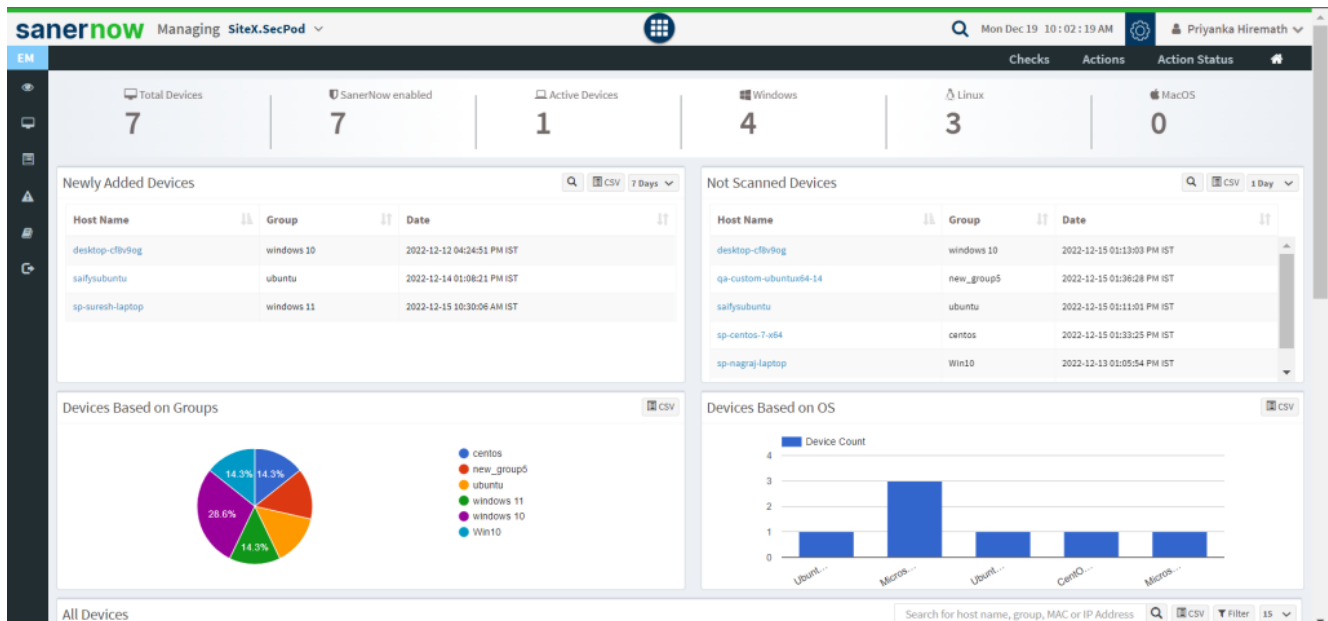 sanernow Managing SiteX.SecPod Mon Dec 19 10:02:19 AM Priyanka Hiremath
EM Checks Actions Action Status
Total Devices SanerNow enabled Active Devices Windows Linux MacOS
7 7 1 4 3 0
Newly Added Devices CSV 7 Days
Host Name Group Date
desktop-cf8v9og windows 10 2022-12-12 04:24:51 PM IST
saifysubuntu ubuntu 2022-12-14 01:08:21 PM IST
sp-suresh-laptop windows 11 2022-12-15 10:30:06 AM IST
Not Scanned Devices CSV 1 Day
Host Name Group Date
desktop-cf8v9og windows 10 2022-12-15 01:13:03 PM IST
qa-custom-ubuntux64-14 new_group5 2022-12-15 01:36:28 PM IST
saifysubuntu ubuntu 2022-12-15 01:11:01 PM IST
sp-centos-7-x64 centos 2022-12-15 01:33:25 PM IST
sp-nagraj-laptop Win10 2022-12-13 01:05:54 PM IST
Devices Based on Groups CSV
14.3% 14.3%
28.6%
14.3%
centos
new_group5
ubuntu
windows 11
windows 10
Win10
Devices Based on OS CSV
Device Count
4
3
2
1
0
Ubunt... Micros... Ubunt... CentO... Micros...
All Devices Search for host name, group, MAC or IP Address CSV Filter 15